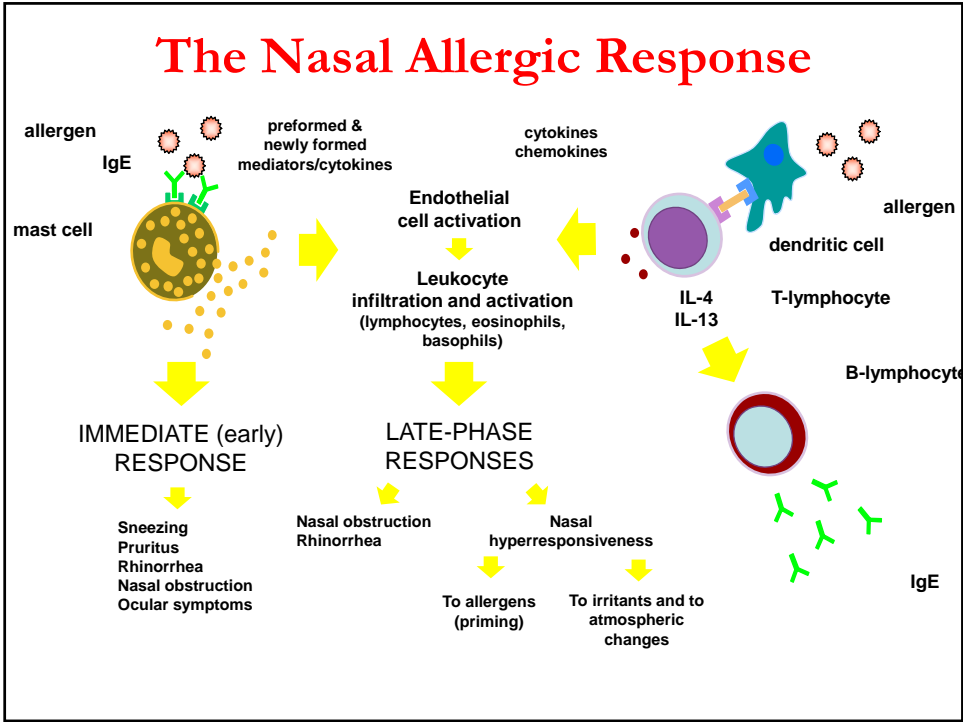 The Nasal Allergic Response
allergen
IgE
mast cell
preformed &
newly formed
mediators/cytokines
cytokines
chemokines
Endothelial
cell activation
Leukocyte
infiltration and activation
(lymphocytes, eosinophils,
basophils)
allergen
dendritic cell
IL-4
IL-13
T-lymphocyte
B-lymphocyte
IgE
IMMEDIATE (early)
RESPONSE
Sneezing
Pruritus
Rhinorrhea
Nasal obstruction
Ocular symptoms
LATE-PHASE
RESPONSES
Nasal obstruction
Rhinorrhea
Nasal
hyperresponsiveness
To allergens
(priming)
To irritants and to
atmospheric
changes